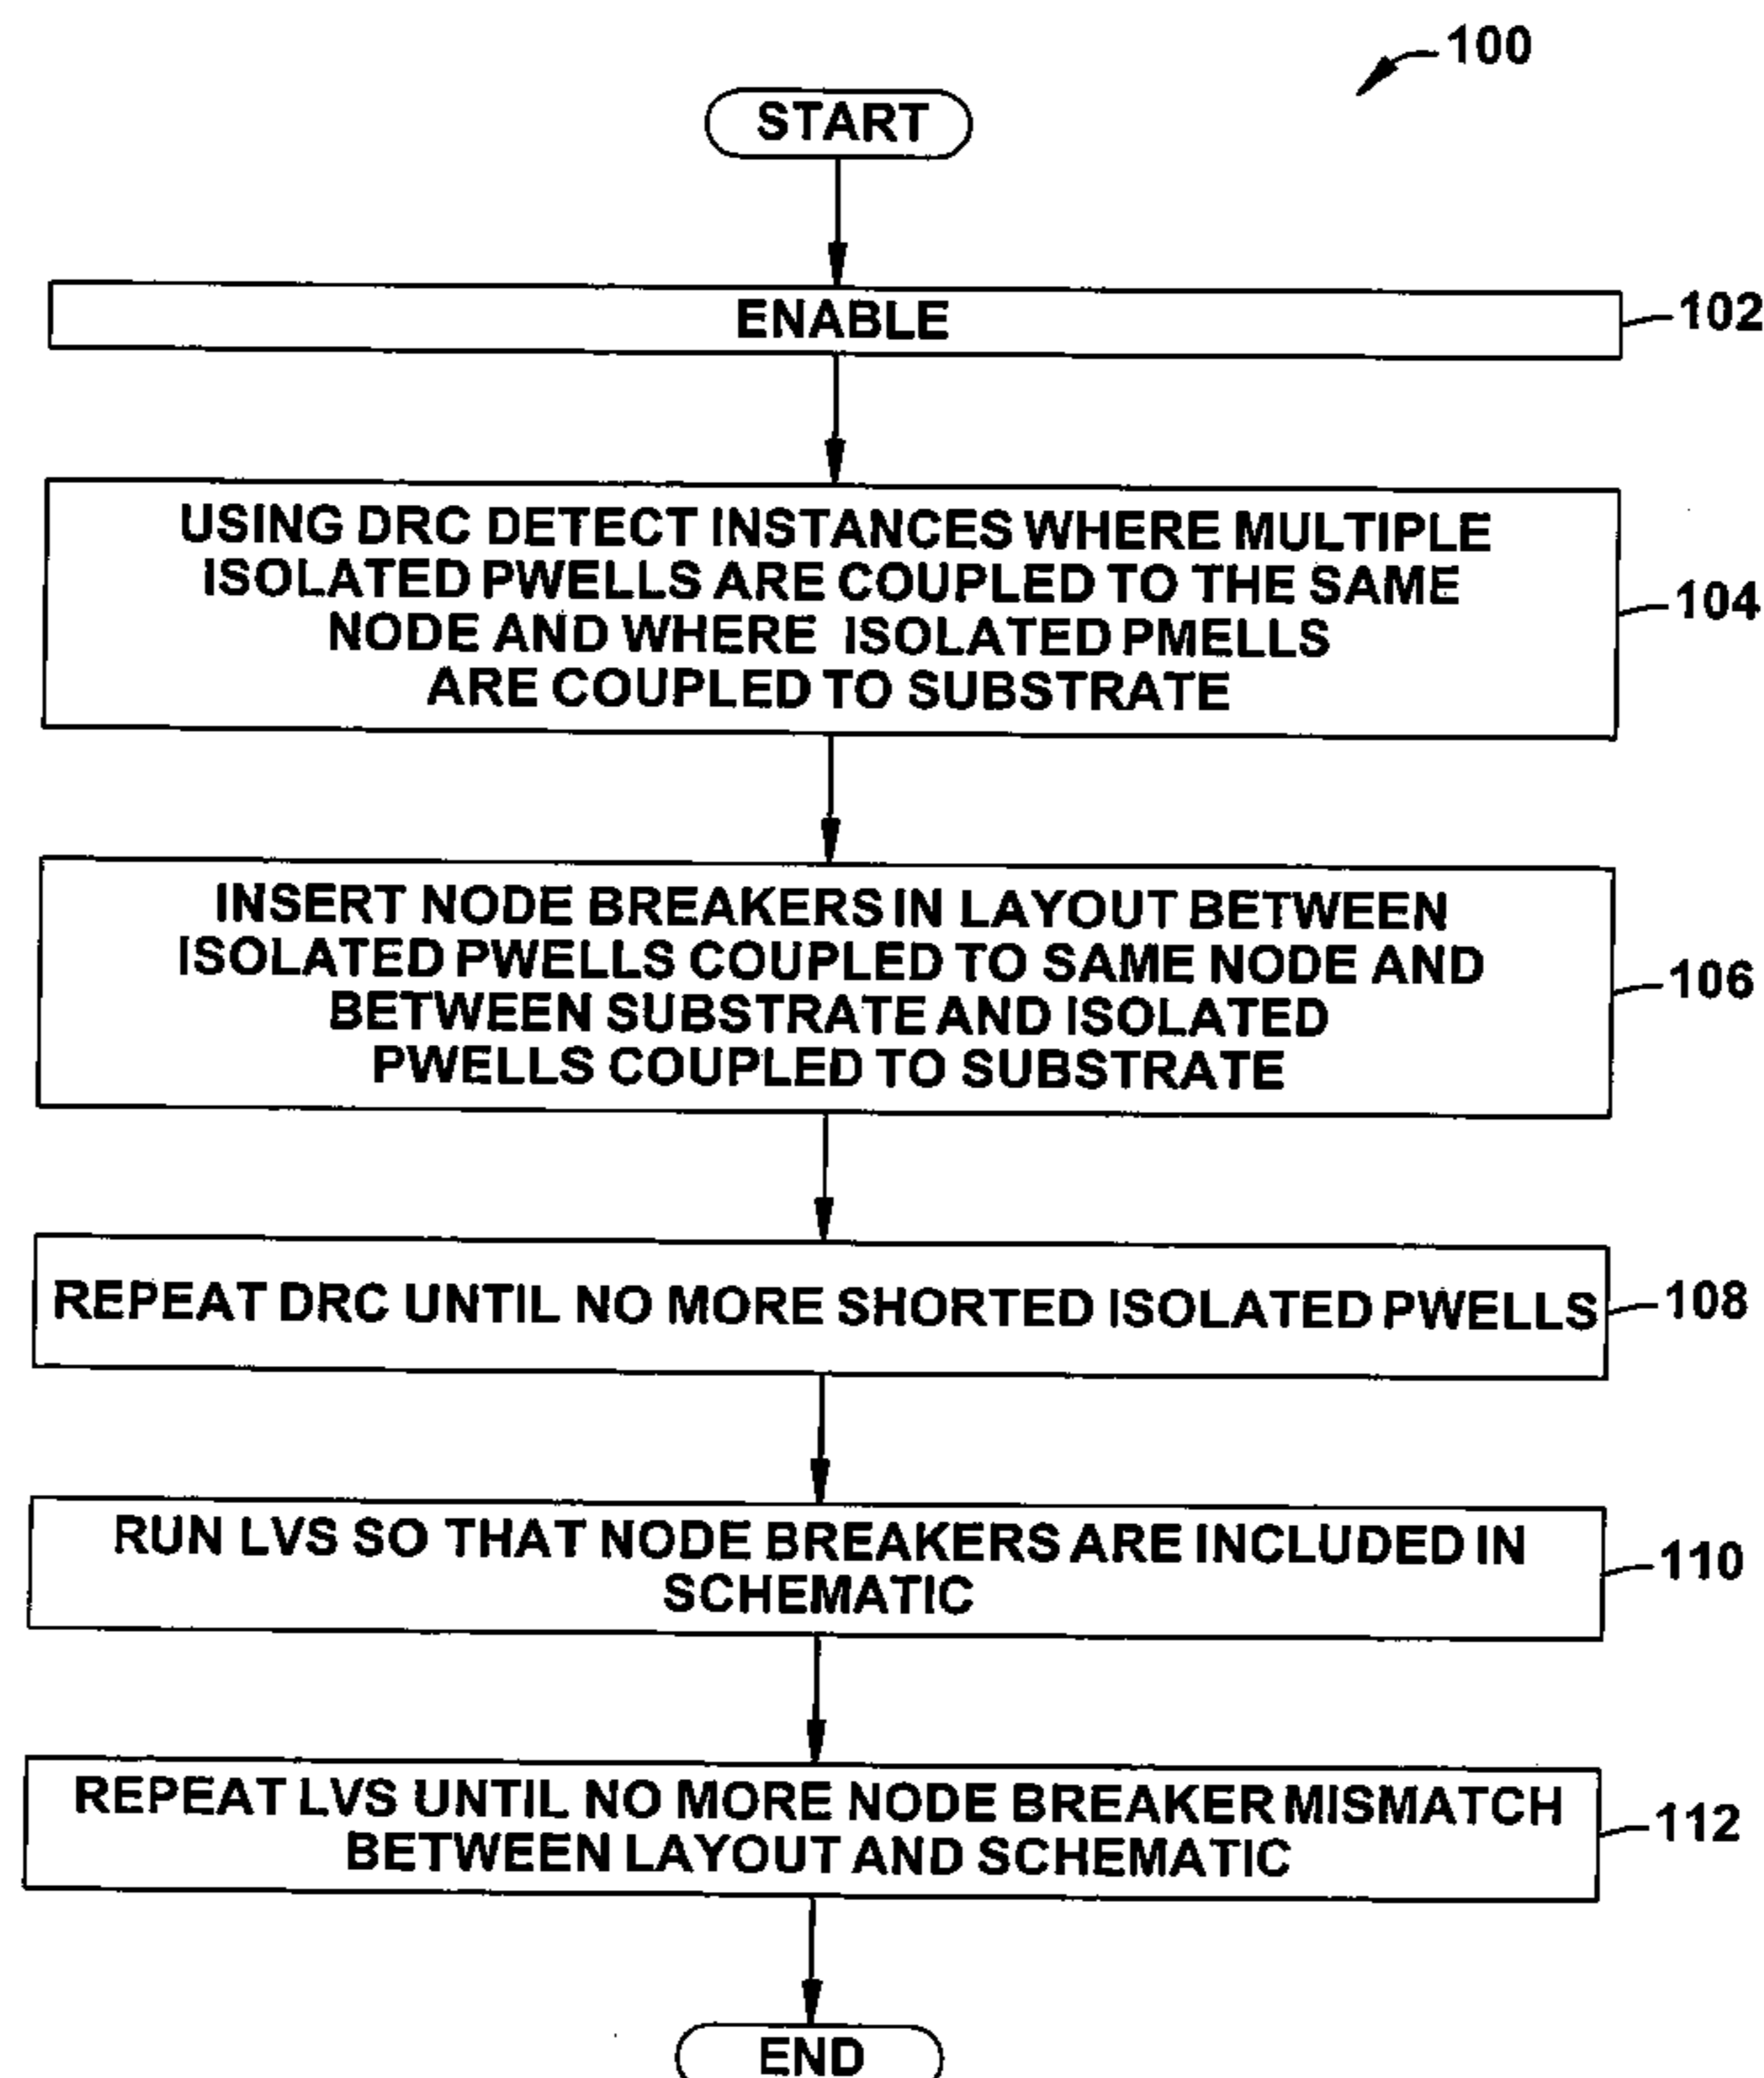 100
START
ENABLE
102
USING DRC DETECT INSTANCES WHERE MULTIPLE
ISOLATED PWELLS ARE COUPLED TO THE SAME
NODE AND WHERE ISOLATED PMELLS
ARE COUPLED TO SUBSTRATE
104
INSERT NODE BREAKERS IN LAYOUT BETWEEN
ISOLATED PWELLS COUPLED TO SAME NODE AND
BETWEEN SUBSTRATE AND ISOLATED
PWELLS COUPLED TO SUBSTRATE
106
REPEAT DRC UNTIL NO MORE SHORTED ISOLATED PWELLS
108
RUN LVS SO THAT NODE BREAKERS ARE INCLUDED IN
SCHEMATIC
110
REPEAT LVS UNTIL NO MORE NODE BREAKER MISMATCH
BETWEEN LAYOUT AND SCHEMATIC
112
END